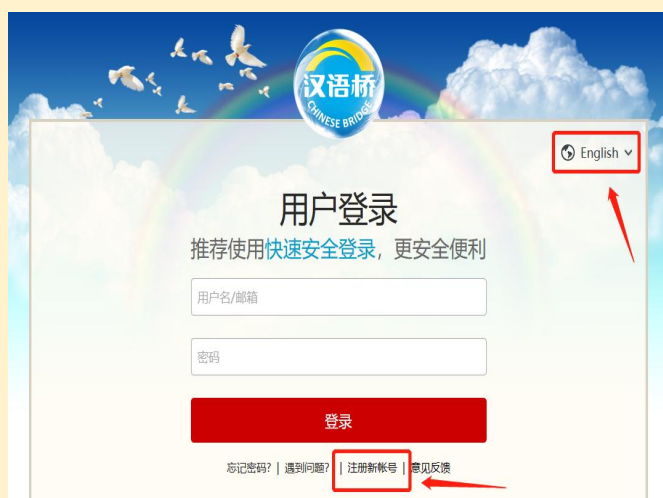 汉语桥
CHINESE BRIDGE
English
用户登录
推荐使用快速安全登录，更安全便利
用户名/邮箱
密码
登录
忘记密码? | 遇到问题? | 注册新帐号 | 意见反馈